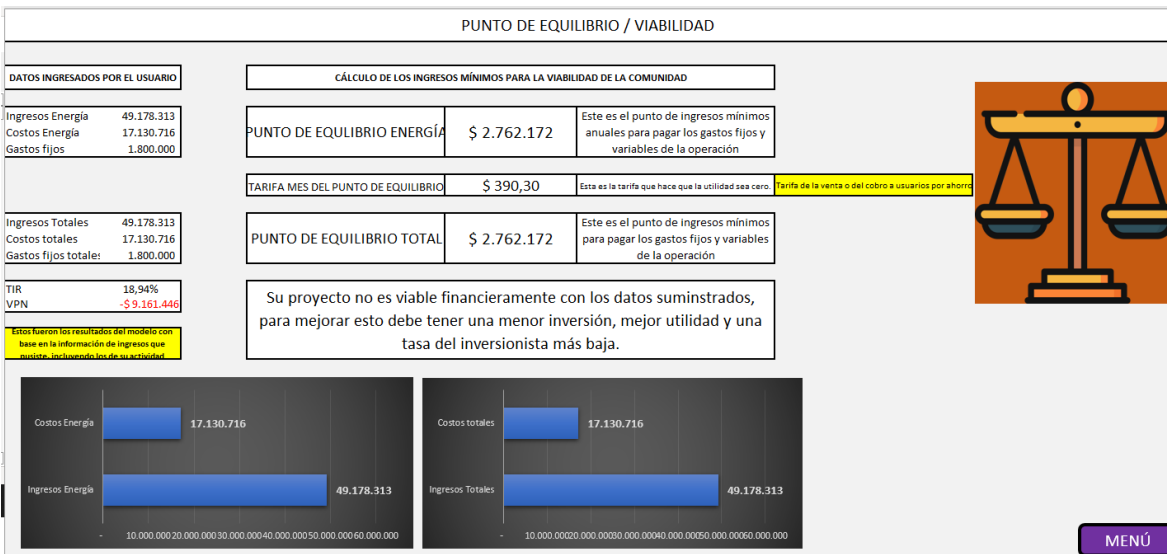 PUNTO DE EQUILIBRIO / VIABILIDAD
DATOS INGRESADOS POR EL USUARIO
CÁLCULO DE LOS INGRESOS MÍNIMOS PARA LA VIABILIDAD DE LA COMUNIDAD
Ingresos Energía 49.178.313
Costos Energía 17.130.716
Gastos fijos 1.800.000
PUNTO DE EQULIBRIO ENERGÍA
$ 2.762.172
Este es el punto de ingresos mínimos
anuales para pagar los gastos fijos y
variables de la operación
TARIFA MES DEL PUNTO DE EQUILIBRIO
$ 390,30
Esta es la tarifa que hace que la utilidad sea cero.
Tarifa de la venta o del cobro a usuarios por ahorro
Ingresos Totales 49.178.313
Costos totales 17.130.716
Gastos fijos totales 1.800.000
PUNTO DE EQUILIBRIO TOTAL
$ 2.762.172
Este es el punto de ingresos mínimos
para pagar los gastos fijos y variables
de la operación
TIR 18,94%
VPN -$ 9.161.446
Su proyecto no es viable financieramente con los datos suminstrados,
para mejorar esto debe tener una menor inversión, mejor utilidad y una
tasa del inversionista más baja.
Estos fueron los resultados del modelo con
base en la información de ingresos que
pusiste, incluyendo los de su actividad
Costos Energía
17.130.716
Ingresos Energía
49.178.313
- 10.000.000 20.000.000 30.000.000 40.000.000 50.000.000 60.000.000
Costos totales
17.130.716
Ingresos Totales
49.178.313
- 10.000.000 20.000.000 30.000.000 40.000.000 50.000.000 60.000.000
MENÚ